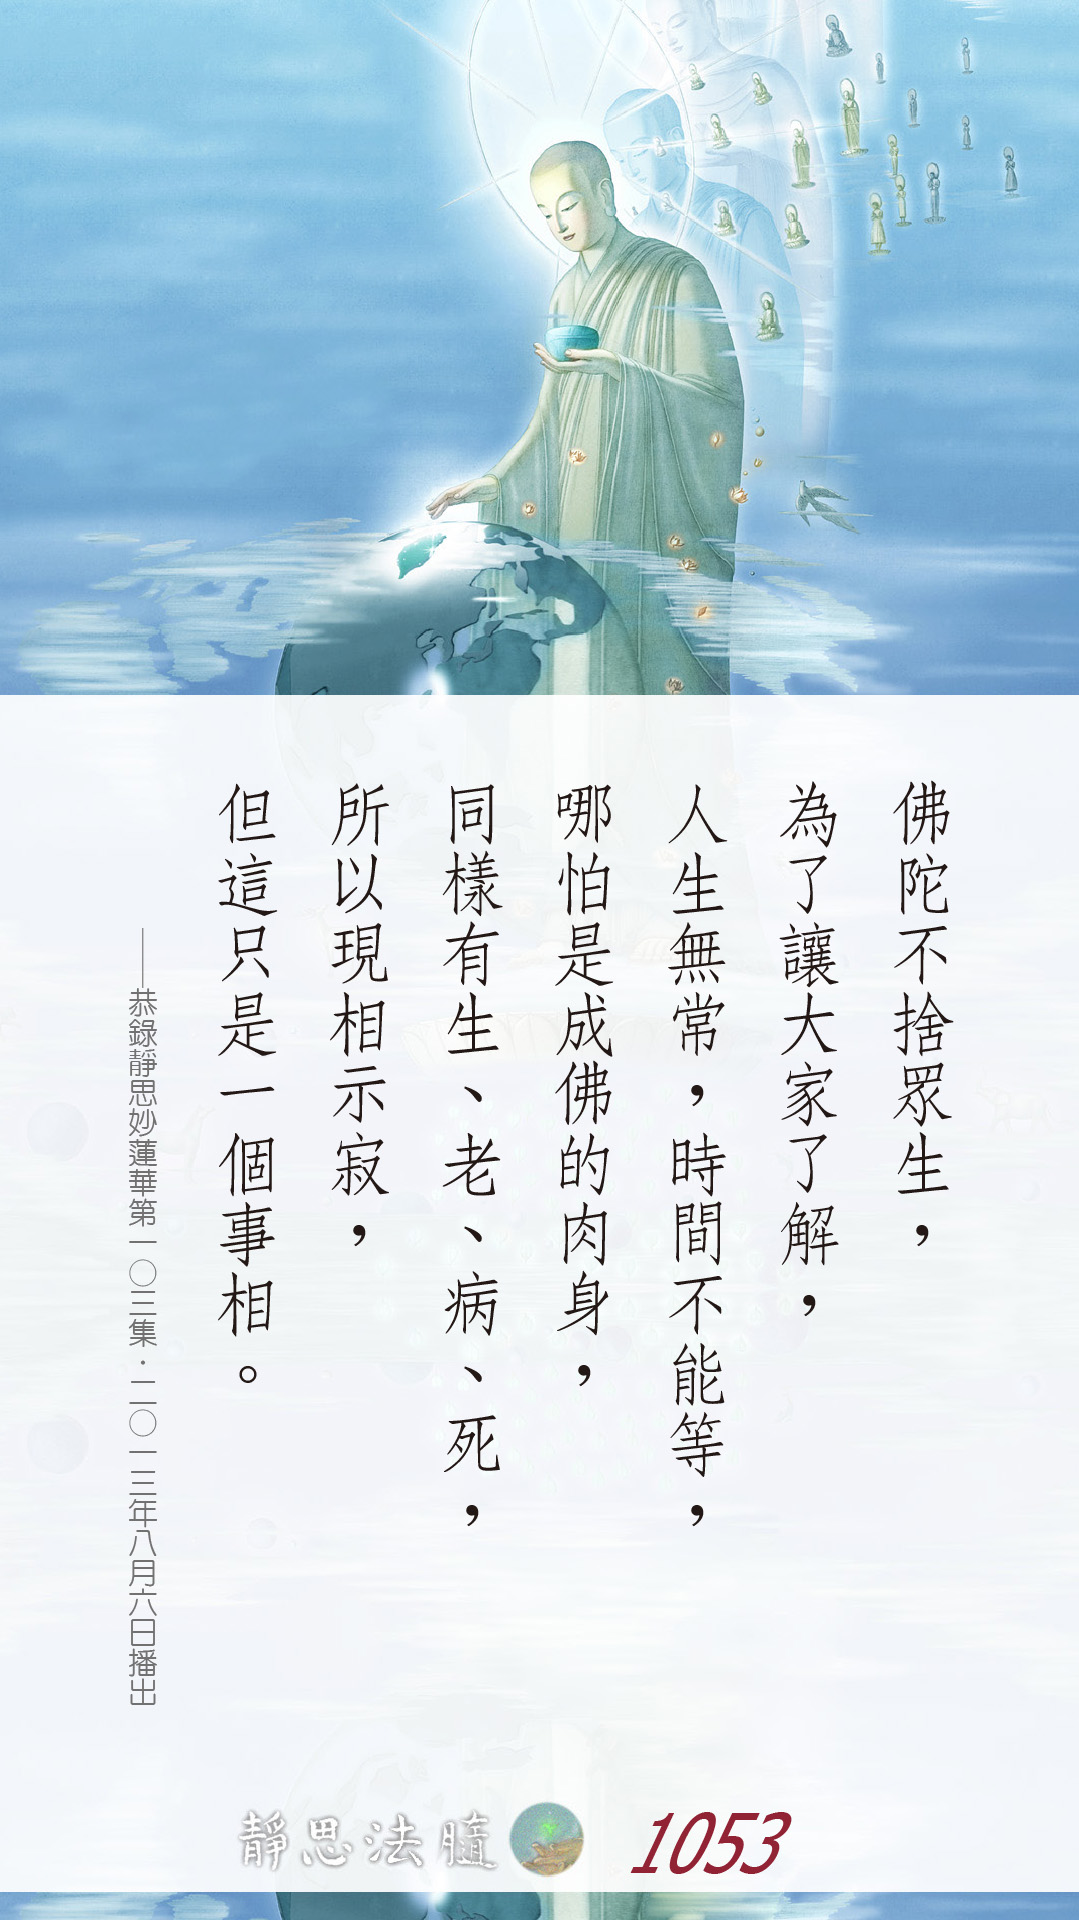 佛陀不捨眾生，
為了讓大家了解，
人生無常，時間不能等，
哪怕是成佛的肉身，
同樣有生、老、病、死，
所以現相示寂，
但這只是一個事相。
——恭錄靜思妙蓮華第一〇三集．二〇一三年八月六日播出
靜思法髓
1053